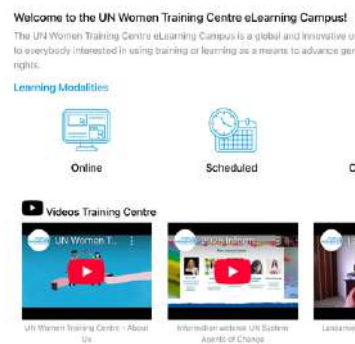 Welcome to the UN Women Training Centre eLearning Campus!
The UN Women Training Centre eLearning Campus is a global and innovative
to everybody interested in using training or learning as a means to advance
rights.
Learning Modalities
Online
Scheduled
Videos Training Centre
UN Women T...
UN Women Training Centre - About
Us
Information webinar UN System
Agents of Change